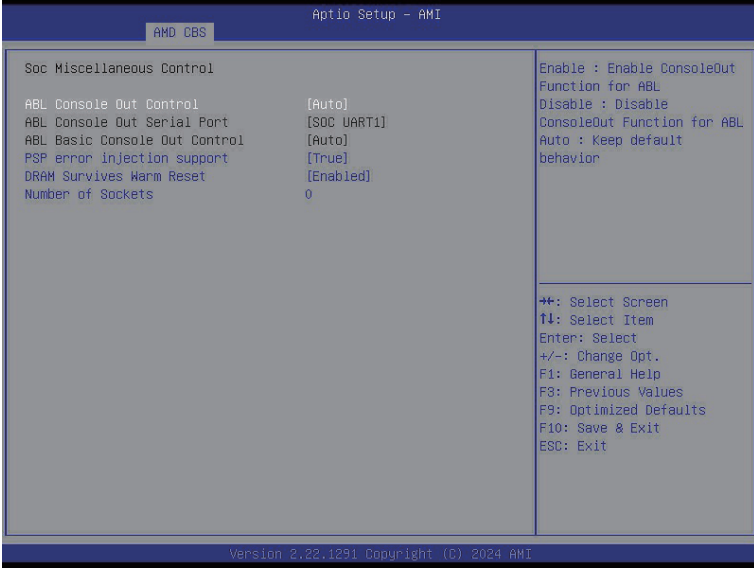 Aptio Setup – AMI
AMD CBS
Soc Miscellaneous Control
ABL Console Out Control [Auto]
ABL Console Out Serial Port [SOC UART1]
ABL Basic Console Out Control [Auto]
PSP error injection support [True]
DRAM Survives Warm Reset [Enabled]
Number of Sockets 0
Enable : Enable ConsoleOut
Function for ABL
Disable : Disable
ConsoleOut Function for ABL
Auto : Keep default
behavior
→←: Select Screen
↑↓: Select Item
Enter: Select
+/-: Change Opt.
F1: General Help
F3: Previous Values
F9: Optimized Defaults
F10: Save & Exit
ESC: Exit
Version 2.22.1291 Copyright (C) 2024 AMI